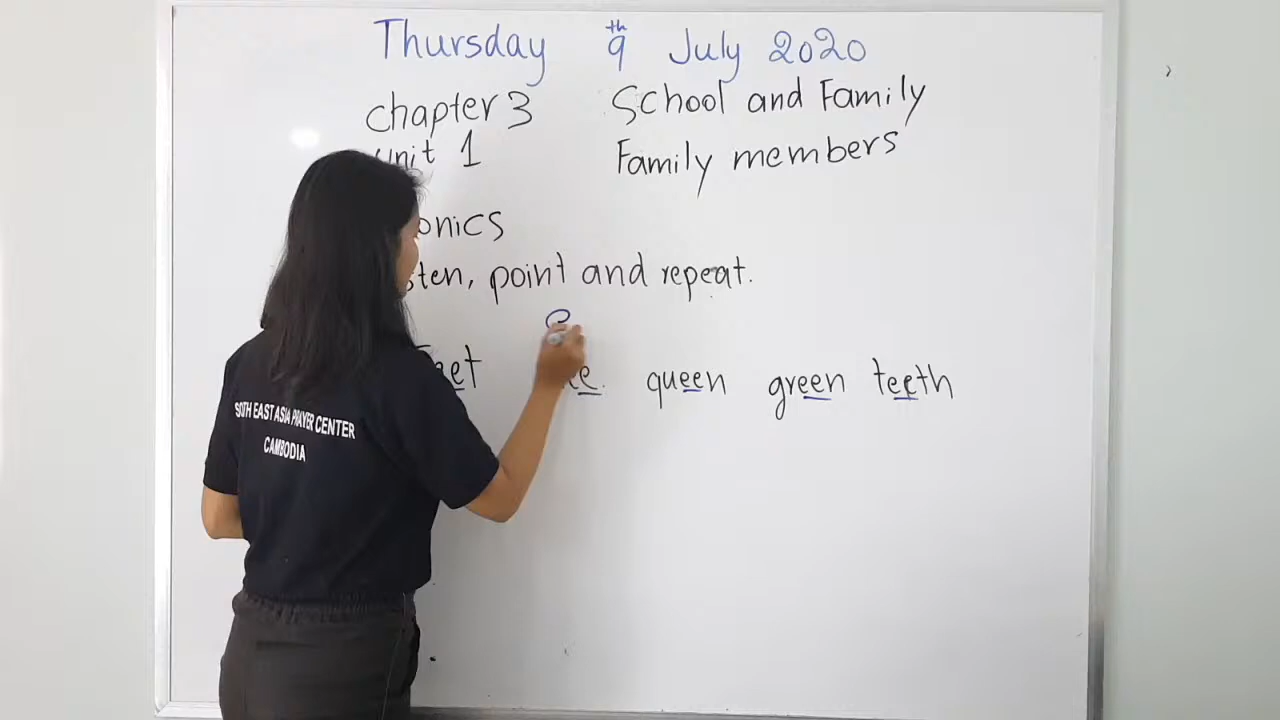 Thursday 9th July 2020
chapter 3 School and Family
unit 1 Family members
onics
sten, point and repeat.
queen green teeth
SOUTH EAST ASIA PRAYER CENTER
CAMBODIA